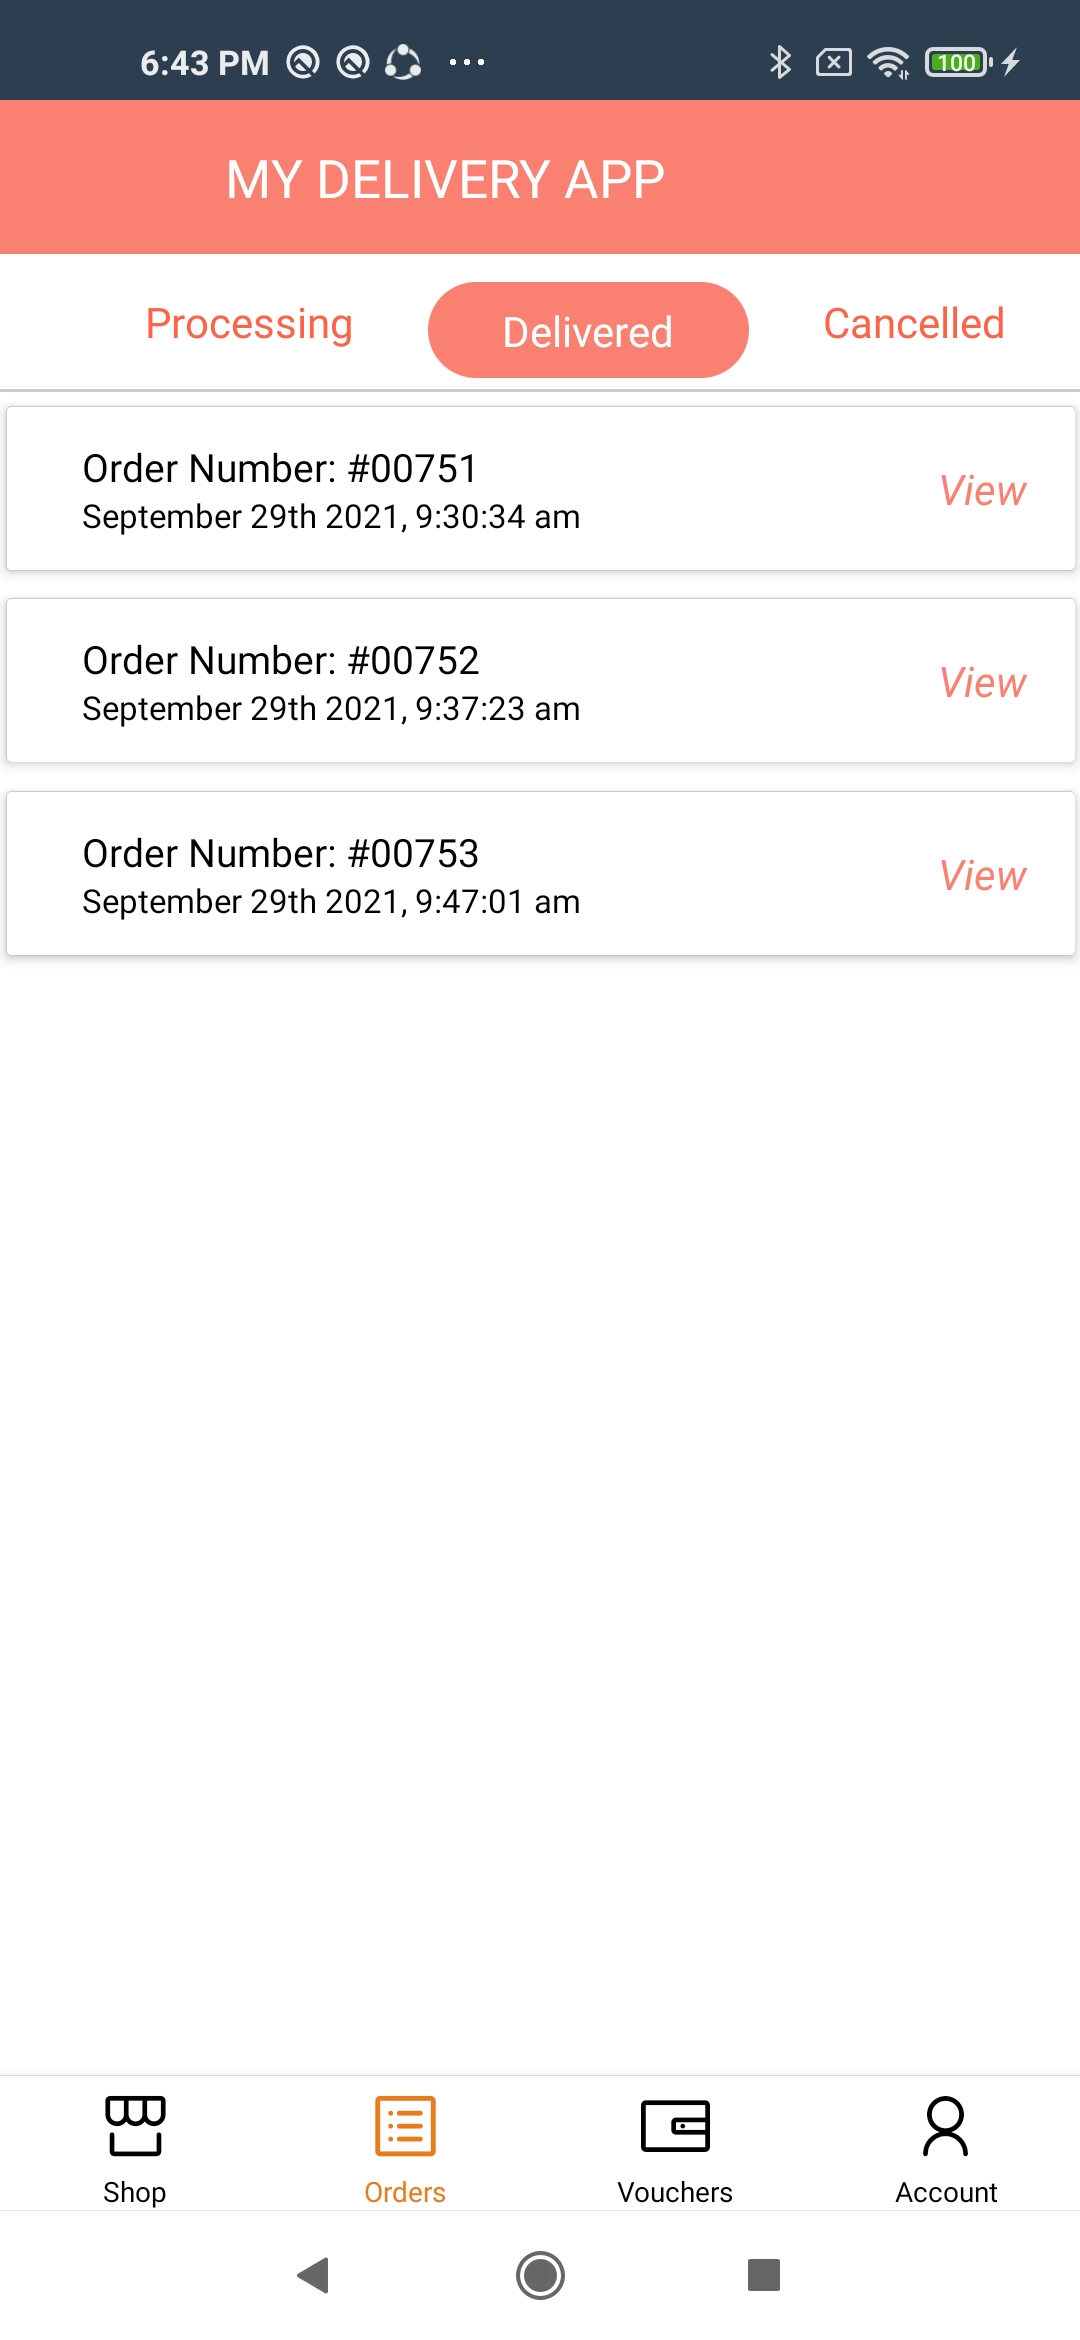 6:43 PM
100
MY DELIVERY APP
Processing Delivered Cancelled
Order Number: #00751
September 29th 2021, 9:30:34 am
View
Order Number: #00752
September 29th 2021, 9:37:23 am
View
Order Number: #00753
September 29th 2021, 9:47:01 am
View
Shop Orders Vouchers Account